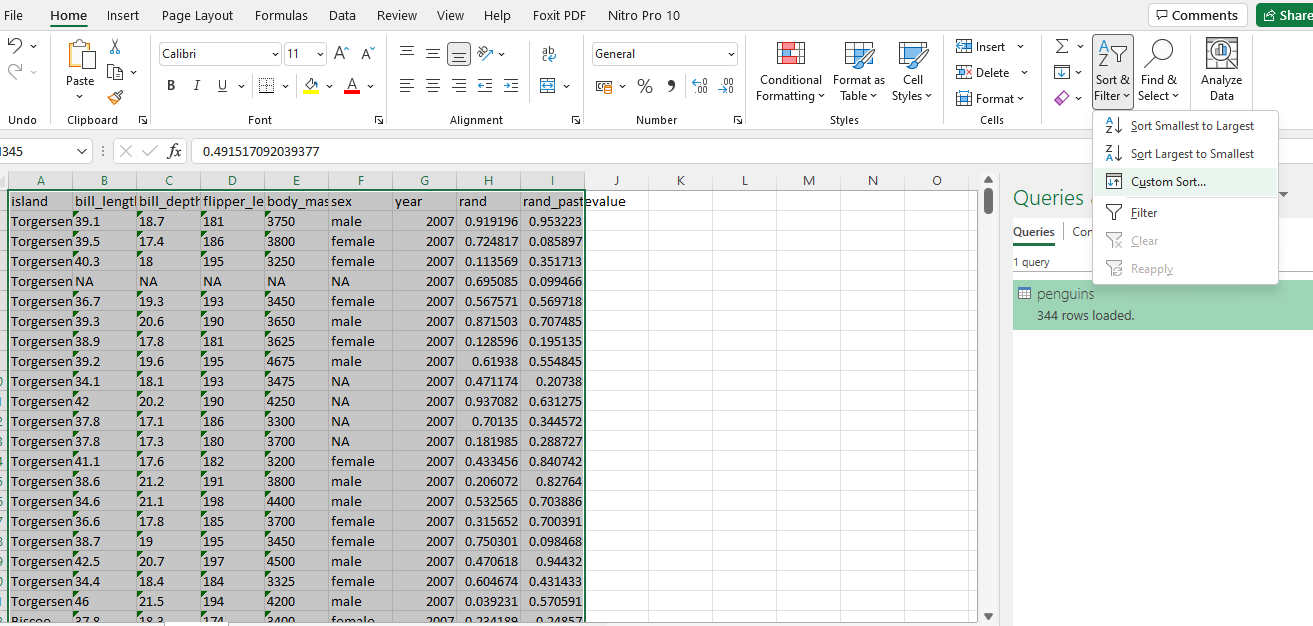 File Home Insert Page Layout Formulas Data Review View Help Foxit PDF Nitro Pro 10 Comments Share
Calibri 11 General Insert
Paste Conditional Format as Cell Delete Sort & Find & Analyze
Formatting Table Styles Format Filter Select Data
Undo Clipboard Font Alignment Number Styles Cells
Sort Smallest to Largest
Sort Largest to Smallest
Custom Sort...
Filter
Clear
Reapply
345 fx 0.491517092039377
A B C D E F G H I J K L M N O
island bill_length bill_depth flipper_le body_mas sex year rand rand_pastevalue
Torgersen 39.1 18.7 181 3750 male 2007 0.919196 0.953223
Torgersen 39.5 17.4 186 3800 female 2007 0.724817 0.085897
Torgersen 40.3 18 195 3250 female 2007 0.113569 0.351713
Torgersen NA NA NA NA NA 2007 0.695085 0.099466
Torgersen 36.7 19.3 193 3450 female 2007 0.567571 0.569718
Torgersen 39.3 20.6 190 3650 male 2007 0.871503 0.707485
Torgersen 38.9 17.8 181 3625 female 2007 0.128596 0.195135
Torgersen 39.2 19.6 195 4675 male 2007 0.61938 0.554845
Torgersen 34.1 18.1 193 3475 NA 2007 0.471174 0.20738
Torgersen 42 20.2 190 4250 NA 2007 0.937082 0.631275
Torgersen 37.8 17.1 186 3300 NA 2007 0.70135 0.344572
Torgersen 37.8 17.3 180 3700 NA 2007 0.181985 0.288727
Torgersen 41.1 17.6 182 3200 female 2007 0.433456 0.840742
Torgersen 38.6 21.2 191 3800 male 2007 0.206072 0.82764
Torgersen 34.6 21.1 198 4400 male 2007 0.532565 0.703886
Torgersen 36.6 17.8 185 3700 female 2007 0.315652 0.700391
Torgersen 38.7 19 195 3450 female 2007 0.750301 0.098468
Torgersen 42.5 20.7 197 4500 male 2007 0.470618 0.94432
Torgersen 34.4 18.4 184 3325 female 2007 0.604674 0.431433
Torgersen 46 21.5 194 4200 male 2007 0.039231 0.570591
Biscoe 37.8 18.3 174 3400 female 2007 0.234189 0.24857
Queries
Queries Con
1 query
penguins
344 rows loaded.